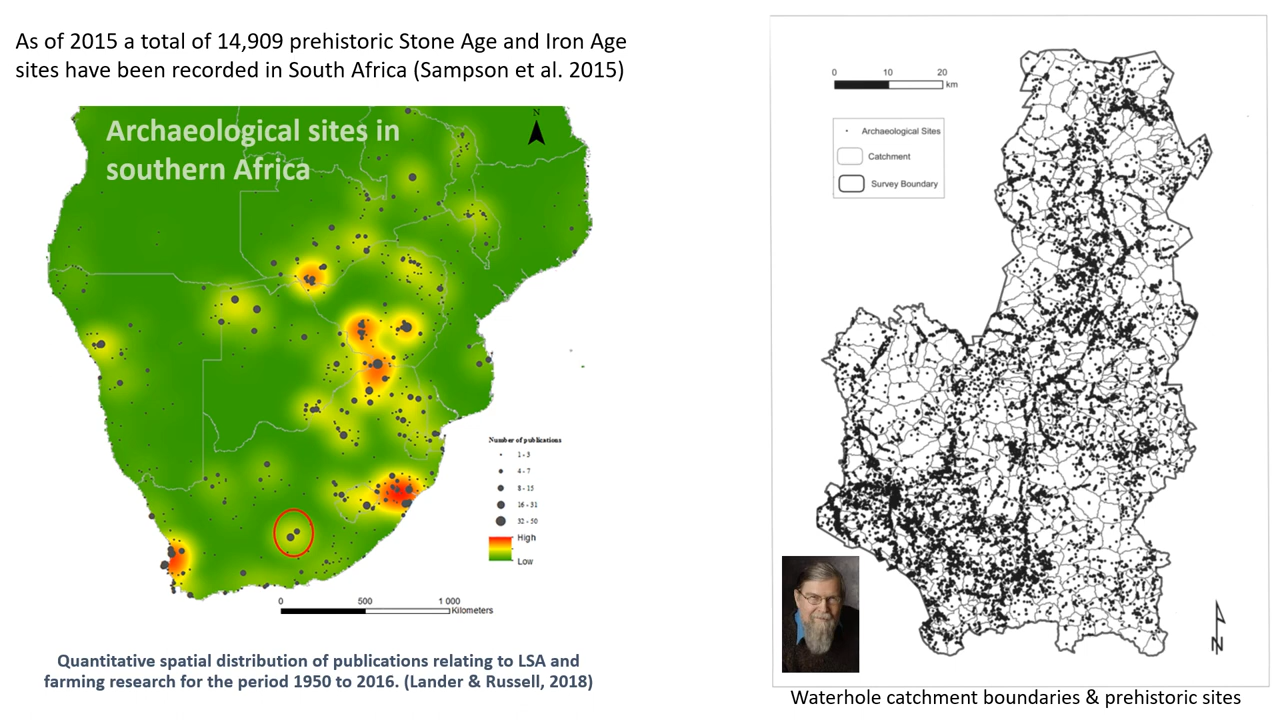 As of 2015 a total of 14,909 prehistoric Stone Age and Iron Age
sites have been recorded in South Africa (Sampson et al. 2015)
Archaeological sites in
southern Africa
N
Number of publications
1 - 3
4 - 7
8 - 15
16 - 31
32 - 50
High
Low
0 500 1 000
Kilometers
Quantitative spatial distribution of publications relating to LSA and
farming research for the period 1950 to 2016. (Lander & Russell, 2018)
0 10 20
km
Archaeological Sites
Catchment
Survey Boundary
N
Waterhole catchment boundaries & prehistoric sites